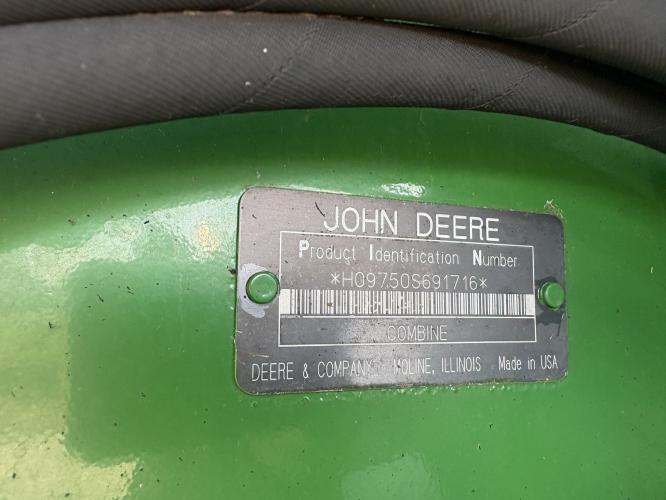 JOHN DEERE
Product Identification Number
*H09750S691716*
COMBINE
DEERE & COMPANY MOLINE, ILLINOIS Made in USA